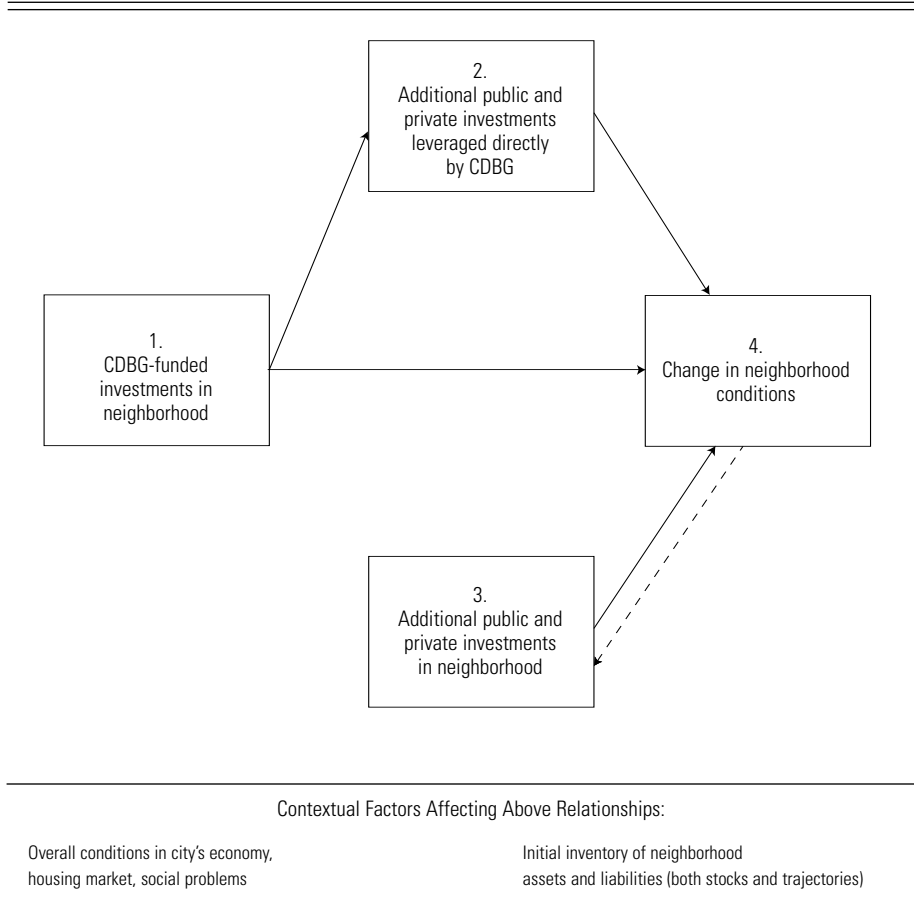 2.
Additional public and
private investments
leveraged directly
by CDBG
1.
CDBG-funded
investments in
neighborhood
4.
Change in neighborhood
conditions
3.
Additional public and
private investments
in neighborhood
Contextual Factors Affecting Above Relationships:
Overall conditions in city’s economy,
housing market, social problems
Initial inventory of neighborhood
assets and liabilities (both stocks and trajectories)